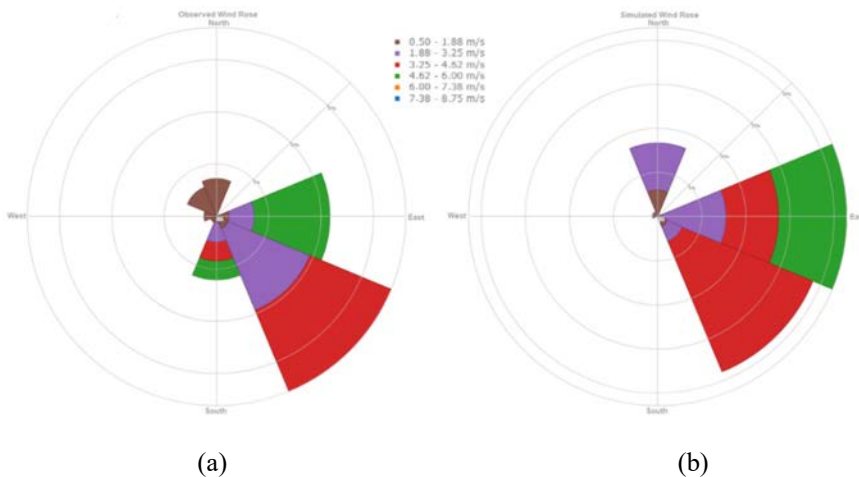 Observed Wind Rose
North
0.50 - 1.88 m/s
1.88 - 3.25 m/s
3.25 - 4.62 m/s
4.62 - 6.00 m/s
6.00 - 7.38 m/s
7.38 - 8.75 m/s
West
East
South
Simulated Wind Rose
North
West
Ea
South
(a)
(b)